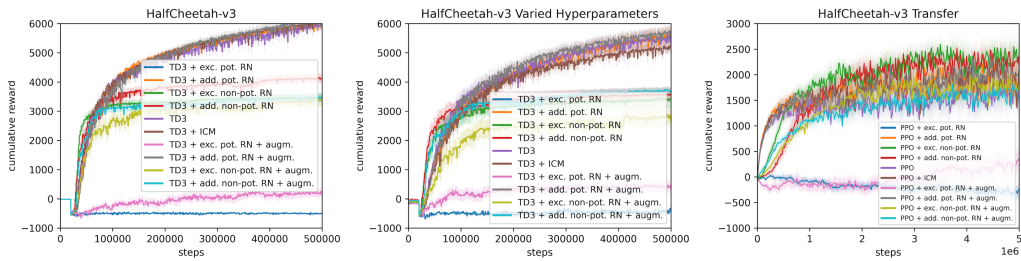 HalfCheetah-v3
cumulative reward
6000
5000
4000
3000
2000
1000
0
−1000
TD3 + exc. pot. RN
TD3 + add. pot. RN
TD3 + exc. non-pot. RN
TD3 + add. non-pot. RN
TD3
TD3 + ICM
TD3 + exc. pot. RN + augm.
TD3 + add. pot. RN + augm.
TD3 + exc. non-pot. RN + augm.
TD3 + add. non-pot. RN + augm.
0 100000 200000 300000 400000 500000
steps
HalfCheetah-v3 Varied Hyperparameters
cumulative reward
6000
5000
4000
3000
2000
1000
0
−1000
TD3 + exc. pot. RN
TD3 + add. pot. RN
TD3 + exc. non-pot. RN
TD3 + add. non-pot. RN
TD3
TD3 + ICM
TD3 + exc. pot. RN + augm.
TD3 + add. pot. RN + augm.
TD3 + exc. non-pot. RN + augm.
TD3 + add. non-pot. RN + augm.
0 100000 200000 300000 400000 500000
steps
HalfCheetah-v3 Transfer
cumulative reward
3000
2500
2000
1500
1000
500
0
−500
−1000
PPO + exc. pot. RN
PPO + add. pot. RN
PPO + exc. non-pot. RN
PPO + add. non-pot. RN
PPO
PPO + ICM
PPO + exc. pot. RN + augm.
PPO + add. pot. RN + augm.
PPO + exc. non-pot. RN + augm.
PPO + add. non-pot. RN + augm.
0 1 2 3 4 5
1e6
steps